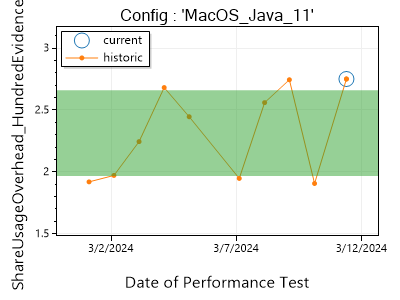 Config : 'MacOS_Java_11'
current
historic
3
2.5
2
1.5
ShareUsageOverhead_HundredEvidence
3/2/2024
3/7/2024
3/12/2024
Date of Performance Test